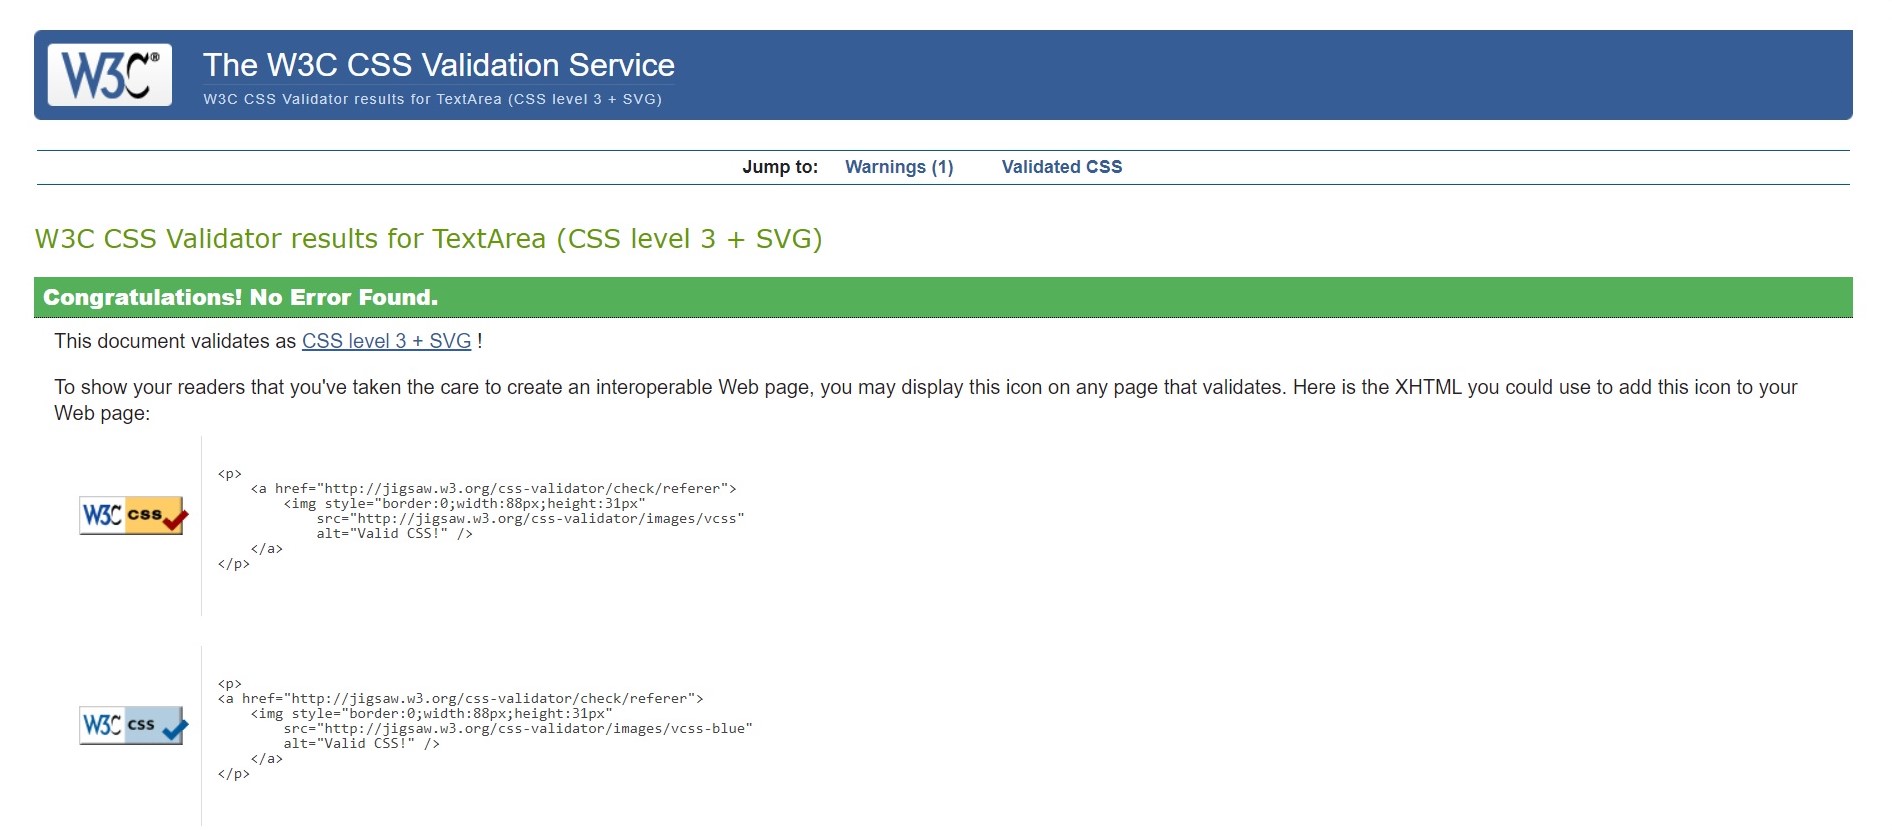 W3C®
The W3C CSS Validation Service
W3C CSS Validator results for TextArea (CSS level 3 + SVG)
Jump to: Warnings (1) Validated CSS
W3C CSS Validator results for TextArea (CSS level 3 + SVG)
Congratulations! No Error Found.
This document validates as CSS level 3 + SVG !
To show your readers that you've taken the care to create an interoperable Web page, you may display this icon on any page that validates. Here is the XHTML you could use to add this icon to your
Web page:
W3C css
<p>
    <a href="http://jigsaw.w3.org/css-validator/check/referer">
        <img style="border:0;width:88px;height:31px"
            src="http://jigsaw.w3.org/css-validator/images/vcss"
            alt="Valid CSS!" />
    </a>
</p>
W3C css
<p>
<a href="http://jigsaw.w3.org/css-validator/check/referer">
    <img style="border:0;width:88px;height:31px"
        src="http://jigsaw.w3.org/css-validator/images/vcss-blue"
        alt="Valid CSS!" />
    </a>
</p>